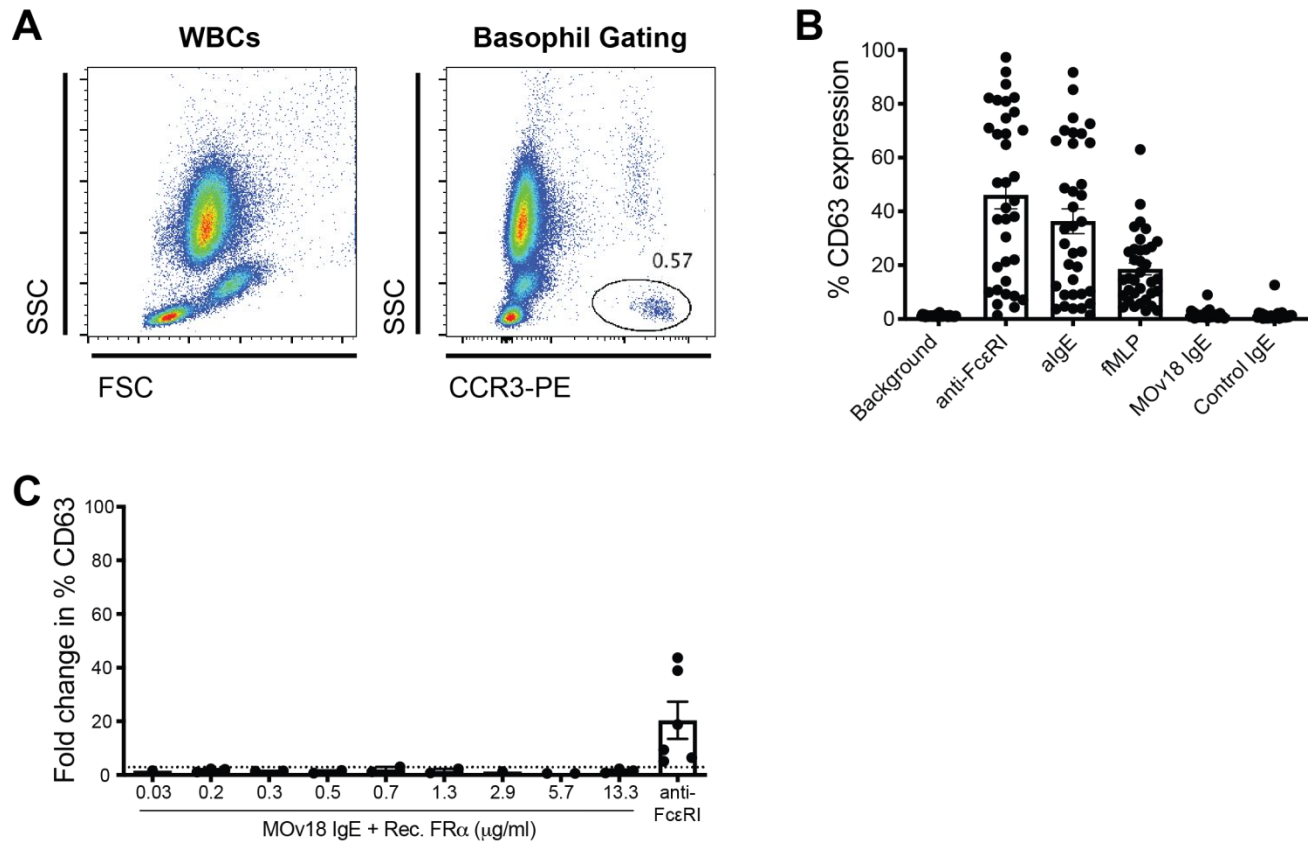 A
WBCs
Basophil Gating
SSC
FSC
SSC
0.57
CCR3-PE
B
% CD63 expression
100
80
60
40
20
0
Background
anti-FcεRI
aIgE
fMLP
MOv18 IgE
Control IgE
C
Fold change in % CD63
100
80
60
40
20
0
0.03 0.2 0.3 0.5 0.7 1.3 2.9 5.7 13.3 anti-
FcεRI
MOv18 IgE + Rec. FRα (μg/ml)